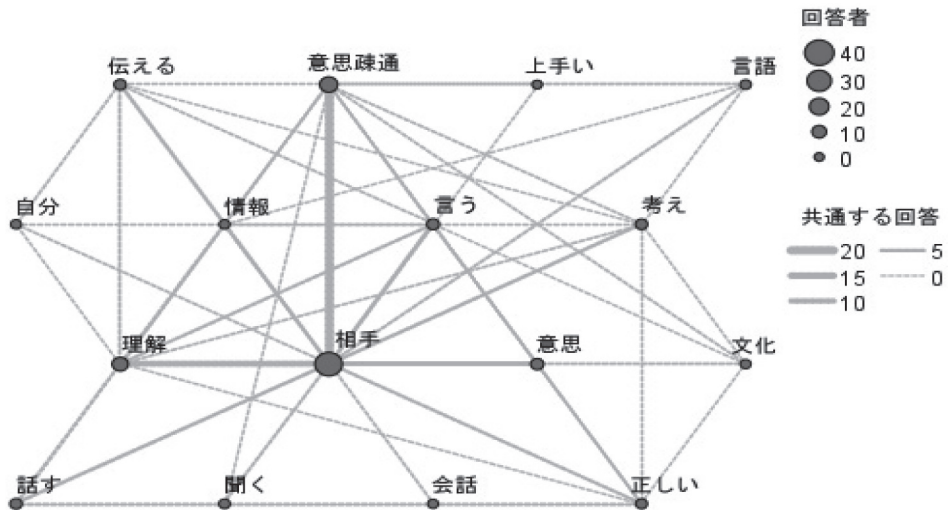 伝える 意思疎通 上手い 言語
自分 情報 言う 考え
理解 相手 意思 文化
話す 聞く 会話 正しい
回答者
40
30
20
10
0
共通する回答
20 5
15 0
10